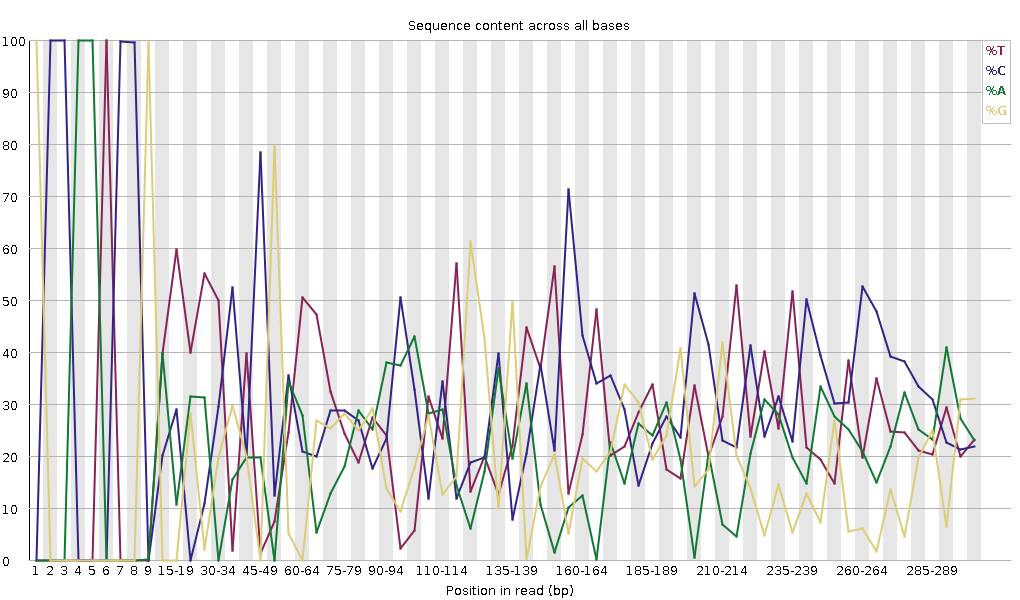 Sequence content across all bases
100
90
80
70
60
50
40
30
20
10
0
%T
%C
%A
%G
1 2 3 4 5 6 7 8 9 15-19 30-34 45-49 60-64 75-79 90-94 110-114 135-139 160-164 185-189 210-214 235-239 260-264 285-289
Position in read (bp)